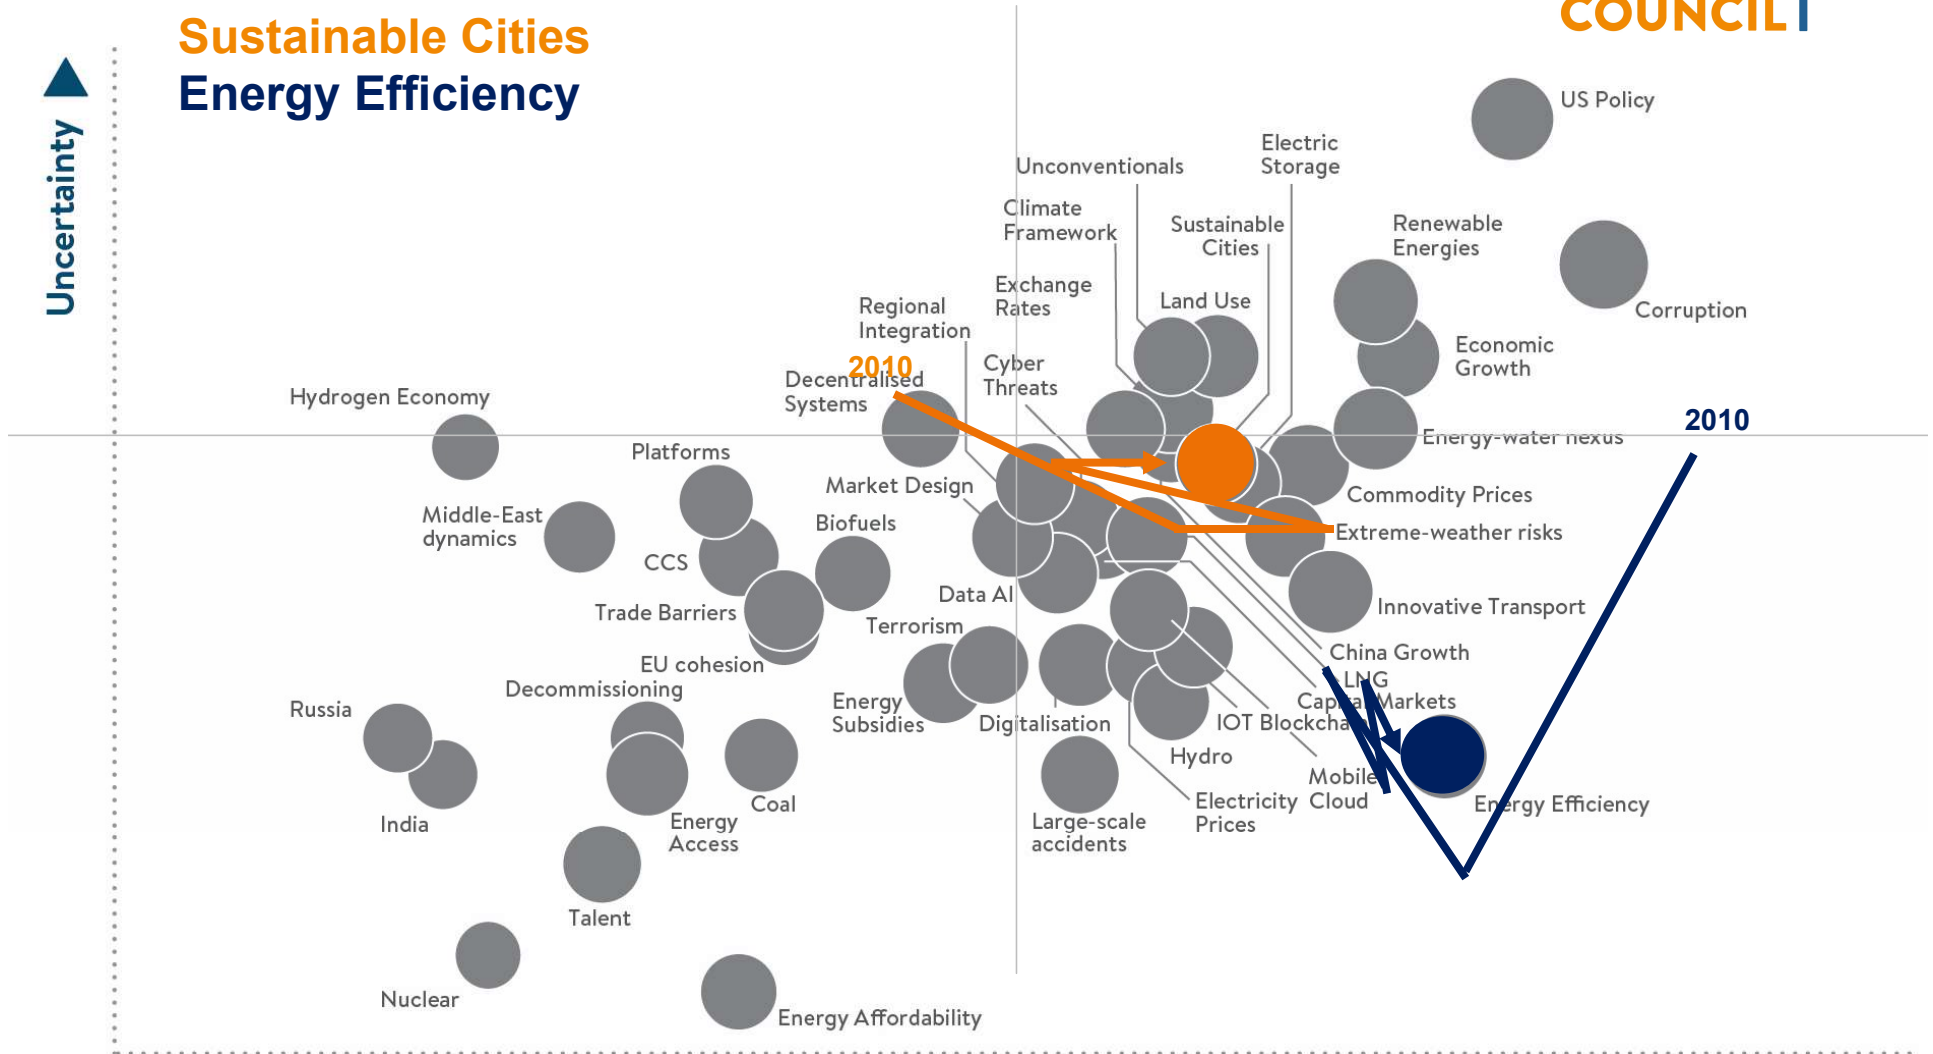 COUNCIL
Sustainable Cities
Energy Efficiency
Uncertainty
US Policy
Electric
Storage
Unconventionals
Climate
Framework
Sustainable
Cities
Renewable
Energies
Exchange
Rates
Land Use
Regional
Integration
Corruption
Economic
Growth
2010
Cyber
Threats
Decentralised
Systems
Hydrogen Economy
2010
Energy-water nexus
Platforms
Market Design
Commodity Prices
Middle-East
dynamics
Biofuels
Extreme-weather risks
CCS
Data AI
Trade Barriers
Innovative Transport
Terrorism
EU cohesion
China Growth
LNG
Decommissioning
Capital Markets
Russia
Energy
Subsidies
Digitalisation
IOT Blockchain
Hydro
Mobile
Cloud
Coal
Electricity
Prices
Energy Efficiency
India
Energy
Access
Large-scale
accidents
Talent
Nuclear
Energy Affordability